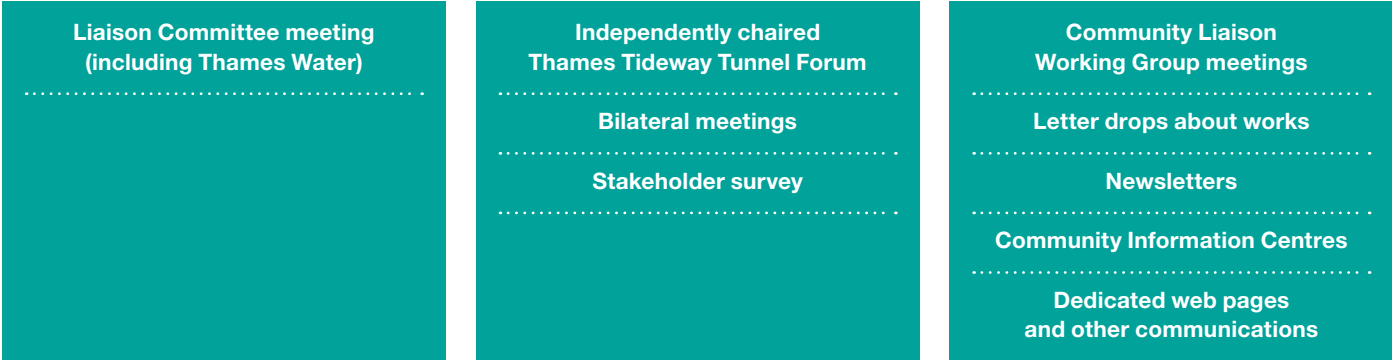 Liaison Committee meeting
(including Thames Water)
Independently chaired
Thames Tideway Tunnel Forum
Bilateral meetings
Stakeholder survey
Community Liaison
Working Group meetings
Letter drops about works
Newsletters
Community Information Centres
Dedicated web pages
and other communications